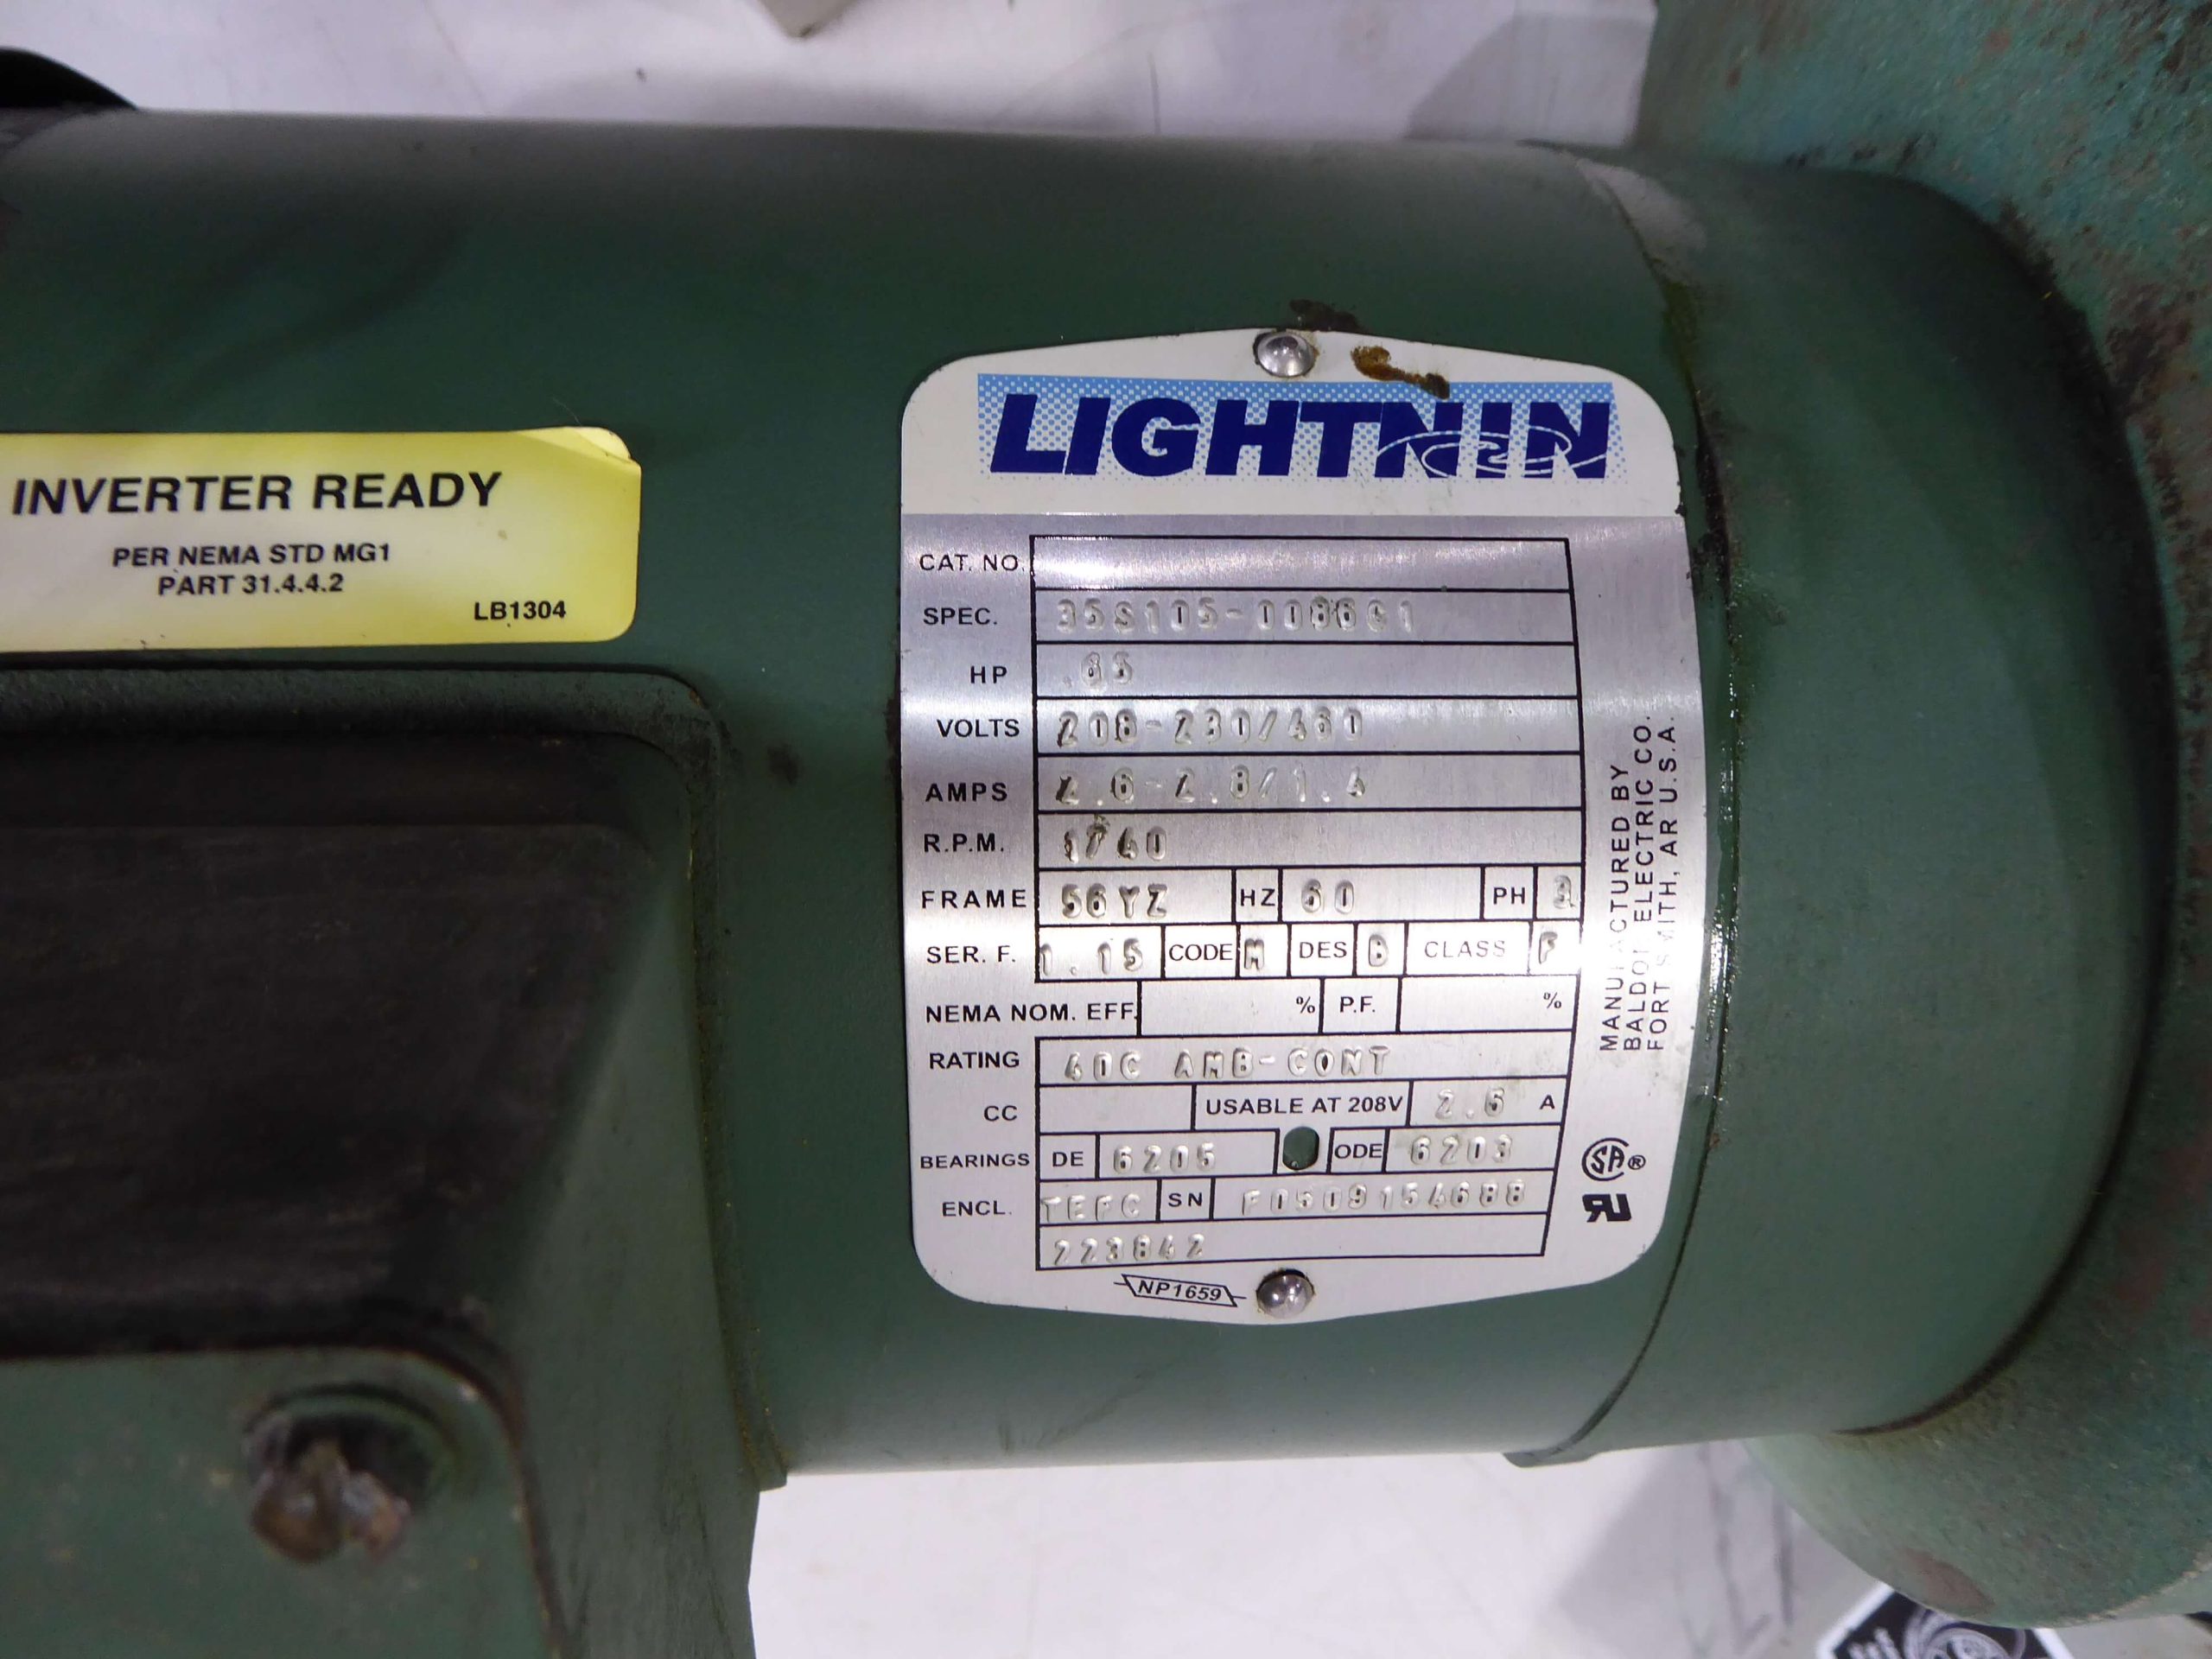 INVERTER READY
PER NEMA STD MG1
PART 31.4.4.2
LB1304
LIGHTNIN
CAT. NO.
SPEC. 35S105-0086G1
HP .85
VOLTS 208-230/460
AMPS 2.6-2.8/1.4
R.P.M. 1740
FRAME 56YZ HZ 60 PH 3
SER. F. 1.15 CODE M DES B CLASS F
NEMA NOM. EFF. % P.F. %
RATING 40C AMB-CONT
CC USABLE AT 208V 2.6 A
BEARINGS DE 6205 ODE 6203
ENCL. TEFC SN F0509154688
223842
NP1659
MANUFACTURED BY
BALDOR ELECTRIC CO.
FORT SMITH, AR U.S.A.
SA®